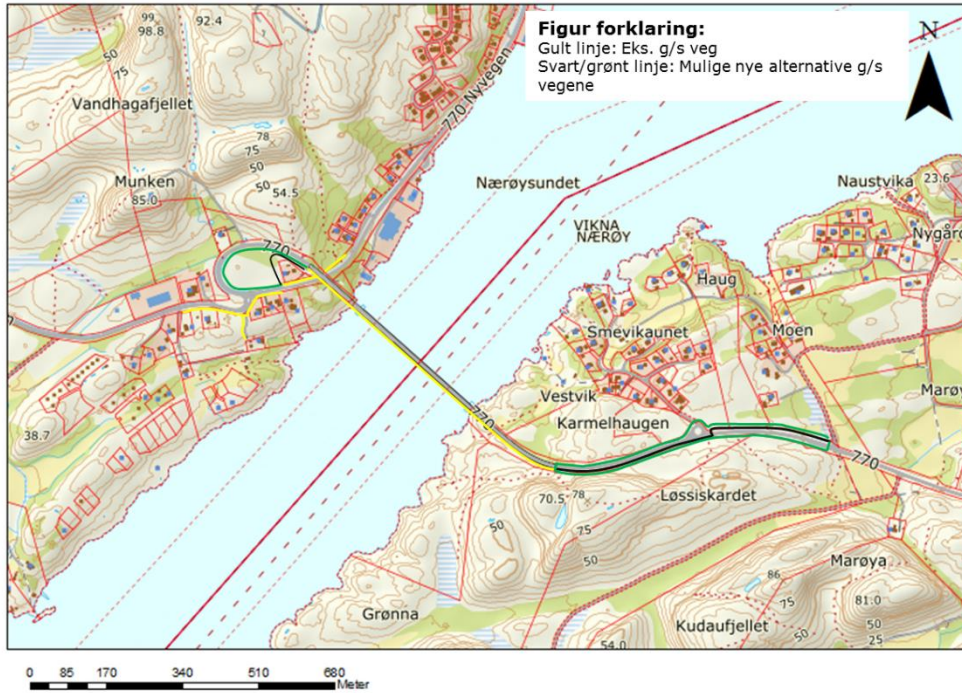 Figur forklaring:
Gult linje: Eks. g/s veg
Svart/grønt linje: Mulige nye alternative g/s
vegene
N
99
98.8
92.4
50
50
75
Vandhagafjellet
770 Nyvegen
78
75
50
Munken
85.0
54.5
Nærøysundet
Naustvika
23.6
VIKNA
NÆRØY
Nygård
770
Haug
Smevikaunet
Moen
Vestvik
Karmelhaugen
770
38.7
770
70.5
78
Løssiskardet
50
75
50
Marøya
86
75
81.0
50
25
Grønna
Kudaufjellet
54.0
0 85 170 340 510 680
Meter